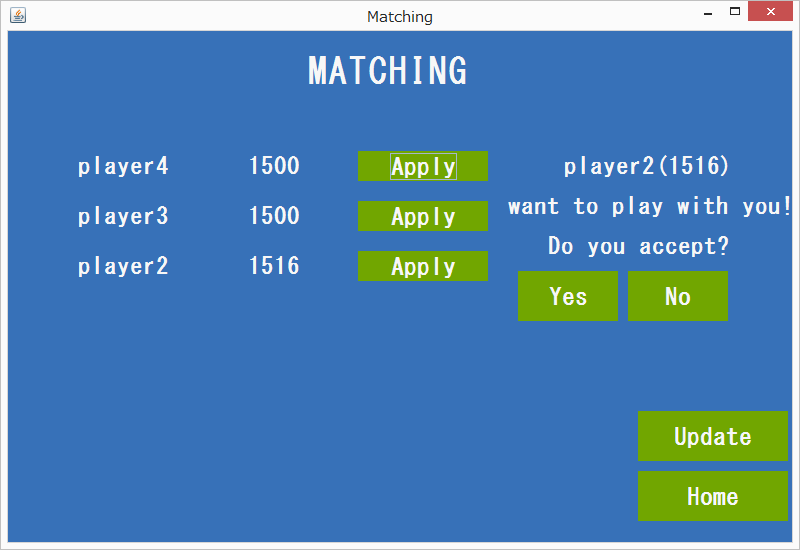 Matching
MATCHING
player4 1500 Apply
player3 1500 Apply
player2 1516 Apply
player2(1516)
want to play with you!
Do you accept?
Yes No
Update
Home